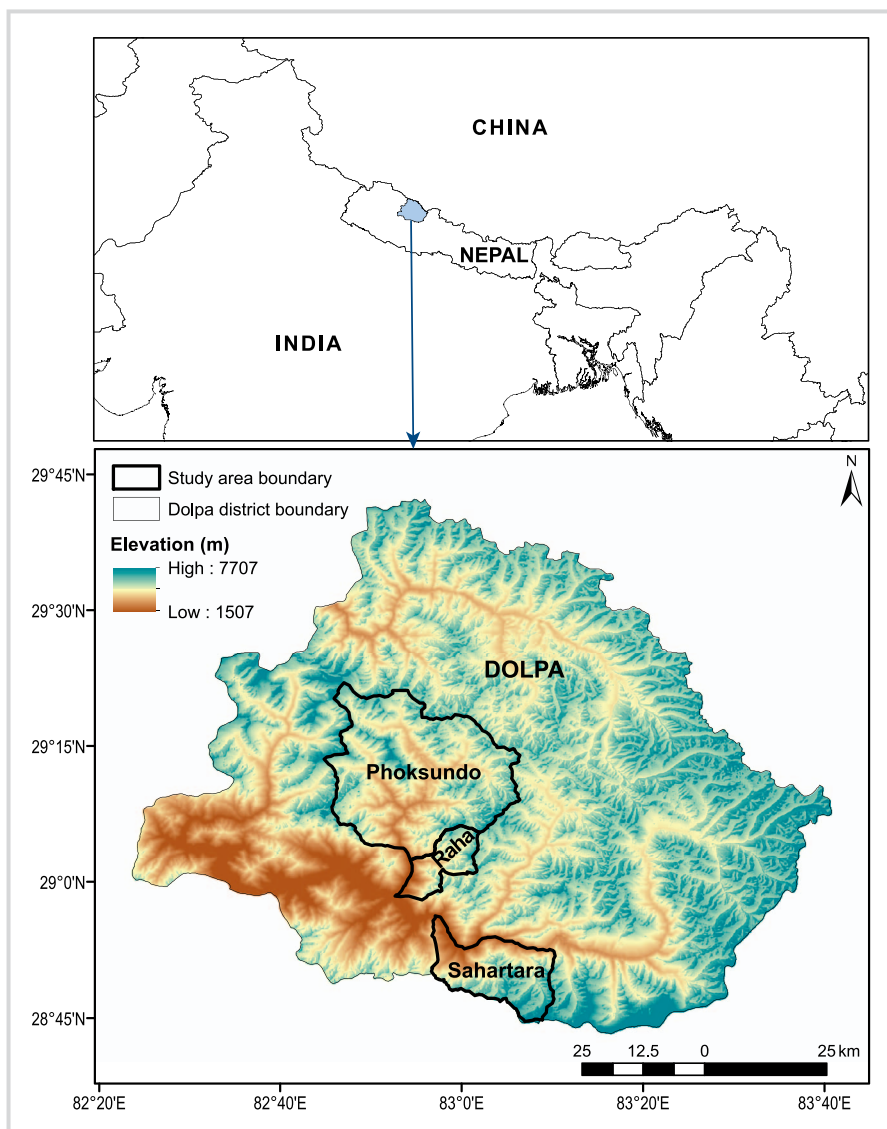 CHINA
NEPAL
INDIA
29°45'N
29°30'N
29°15'N
29°0'N
28°45'N
Study area boundary
Dolpa district boundary
Elevation (m)
High : 7707
Low : 1507
N
DOLPA
Phoksundo
Raha
Sahartara
25 12.5 0 25 km
82°20'E 82°40'E 83°0'E 83°20'E 83°40'E